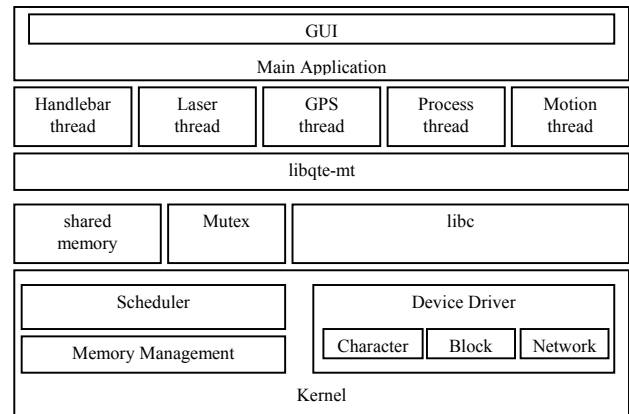 GUI
Main Application
Handlebar
thread
Laser
thread
GPS
thread
Process
thread
Motion
thread
libqte-mt
shared
memory
Mutex
libc
Scheduler
Memory Management
Device Driver
Character
Block
Network
Kernel